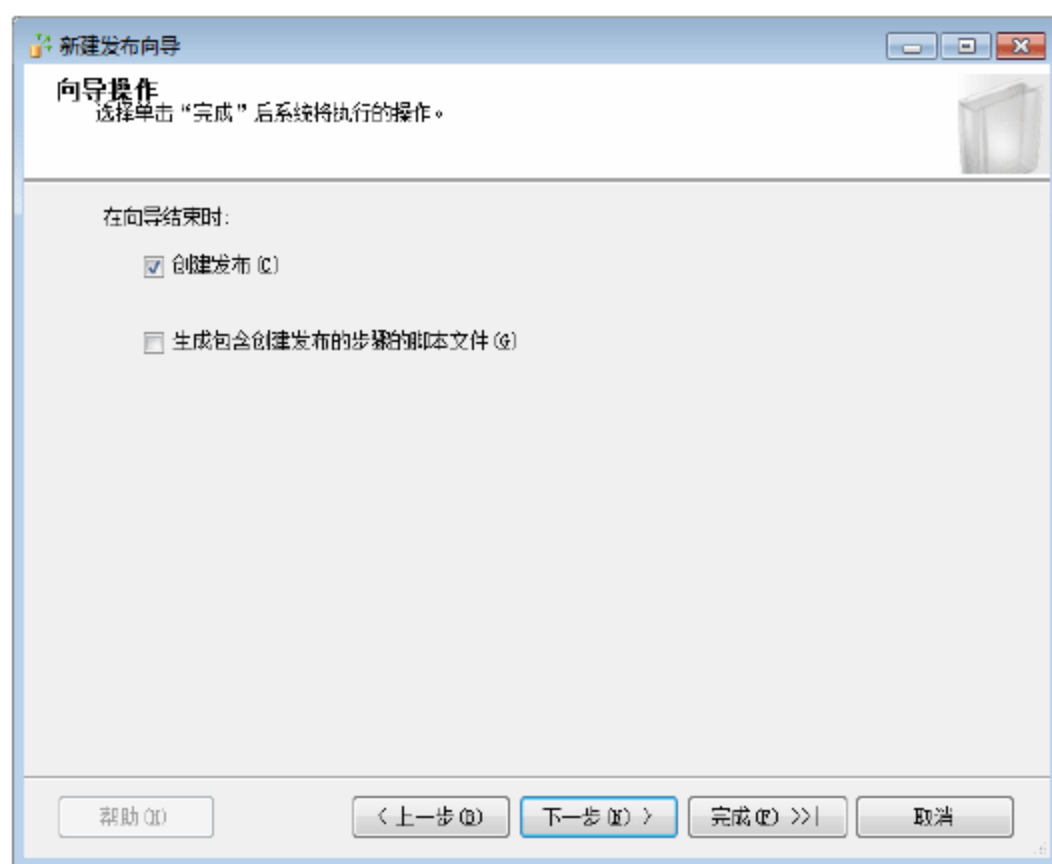 新建发布向导
向导操作
选择单击“完成”后系统将执行的操作。
在向导结束时:
创建发布(C)
生成包含创建发布的步骤的脚本文件(G)
帮助(H) <上一步(B) 下一步(N)> 完成(F)>>| 取消